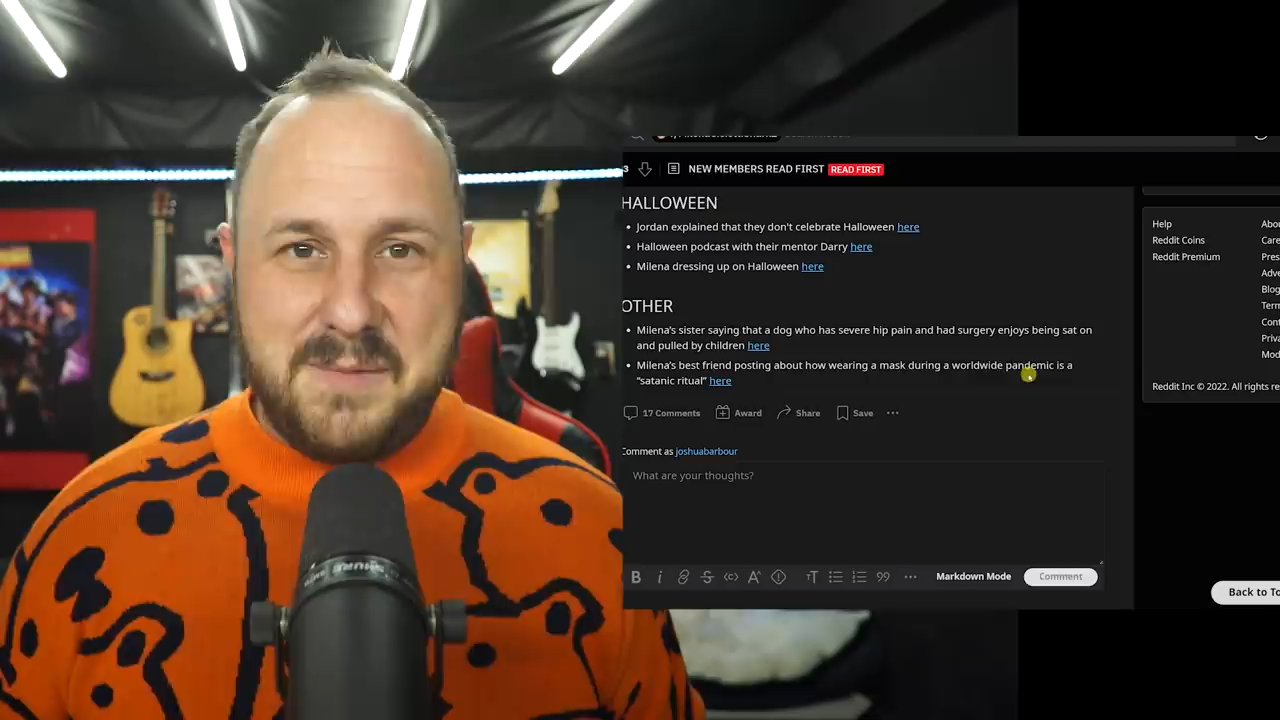 3 NEW MEMBERS READ FIRST READ FIRST
HALLOWEEN
• Jordan explained that they don't celebrate Halloween here
• Halloween podcast with their mentor Darry here
• Milena dressing up on Halloween here
OTHER
• Milena's sister saying that a dog who has severe hip pain and had surgery enjoys being sat on
and pulled by children here
• Milena's best friend posting about how wearing a mask during a worldwide pandemic is a
"satanic ritual" here
17 Comments Award Share Save
Comment as joshuabarbour
What are your thoughts?
B i Markdown Mode Comment
Help
Reddit Coins
Reddit Premium
Reddit Inc © 2022. All rights re
Back to To
SHURE